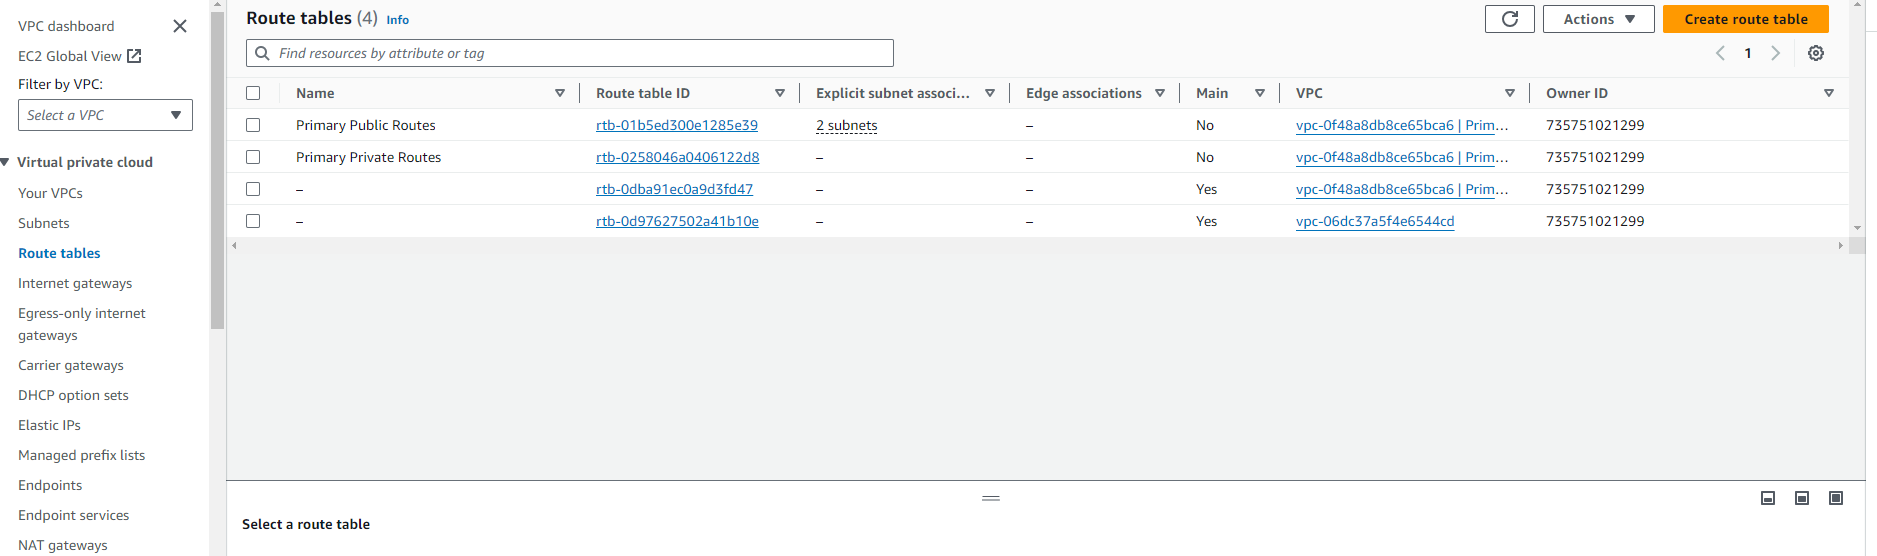 VPC dashboard
EC2 Global View
Filter by VPC:
Select a VPC
Virtual private cloud
Your VPCs
Subnets
Route tables
Internet gateways
Egress-only internet
gateways
Carrier gateways
DHCP option sets
Elastic IPs
Managed prefix lists
Endpoints
Endpoint services
NAT gateways
Route tables (4) Info
Actions
Create route table
Find resources by attribute or tag
1
Name Route table ID Explicit subnet associ... Edge associations Main VPC Owner ID
Primary Public Routes rtb-01b5ed300e1285e39 2 subnets – No vpc-0f48a8db8ce65bca6 | Prim... 735751021299
Primary Private Routes rtb-0258046a0406122d8 – – No vpc-0f48a8db8ce65bca6 | Prim... 735751021299
– rtb-0dba91ec0a9d3fd47 – – Yes vpc-0f48a8db8ce65bca6 | Prim... 735751021299
– rtb-0d97627502a41b10e – – Yes vpc-06dc37a5f4e6544cd 735751021299
Select a route table